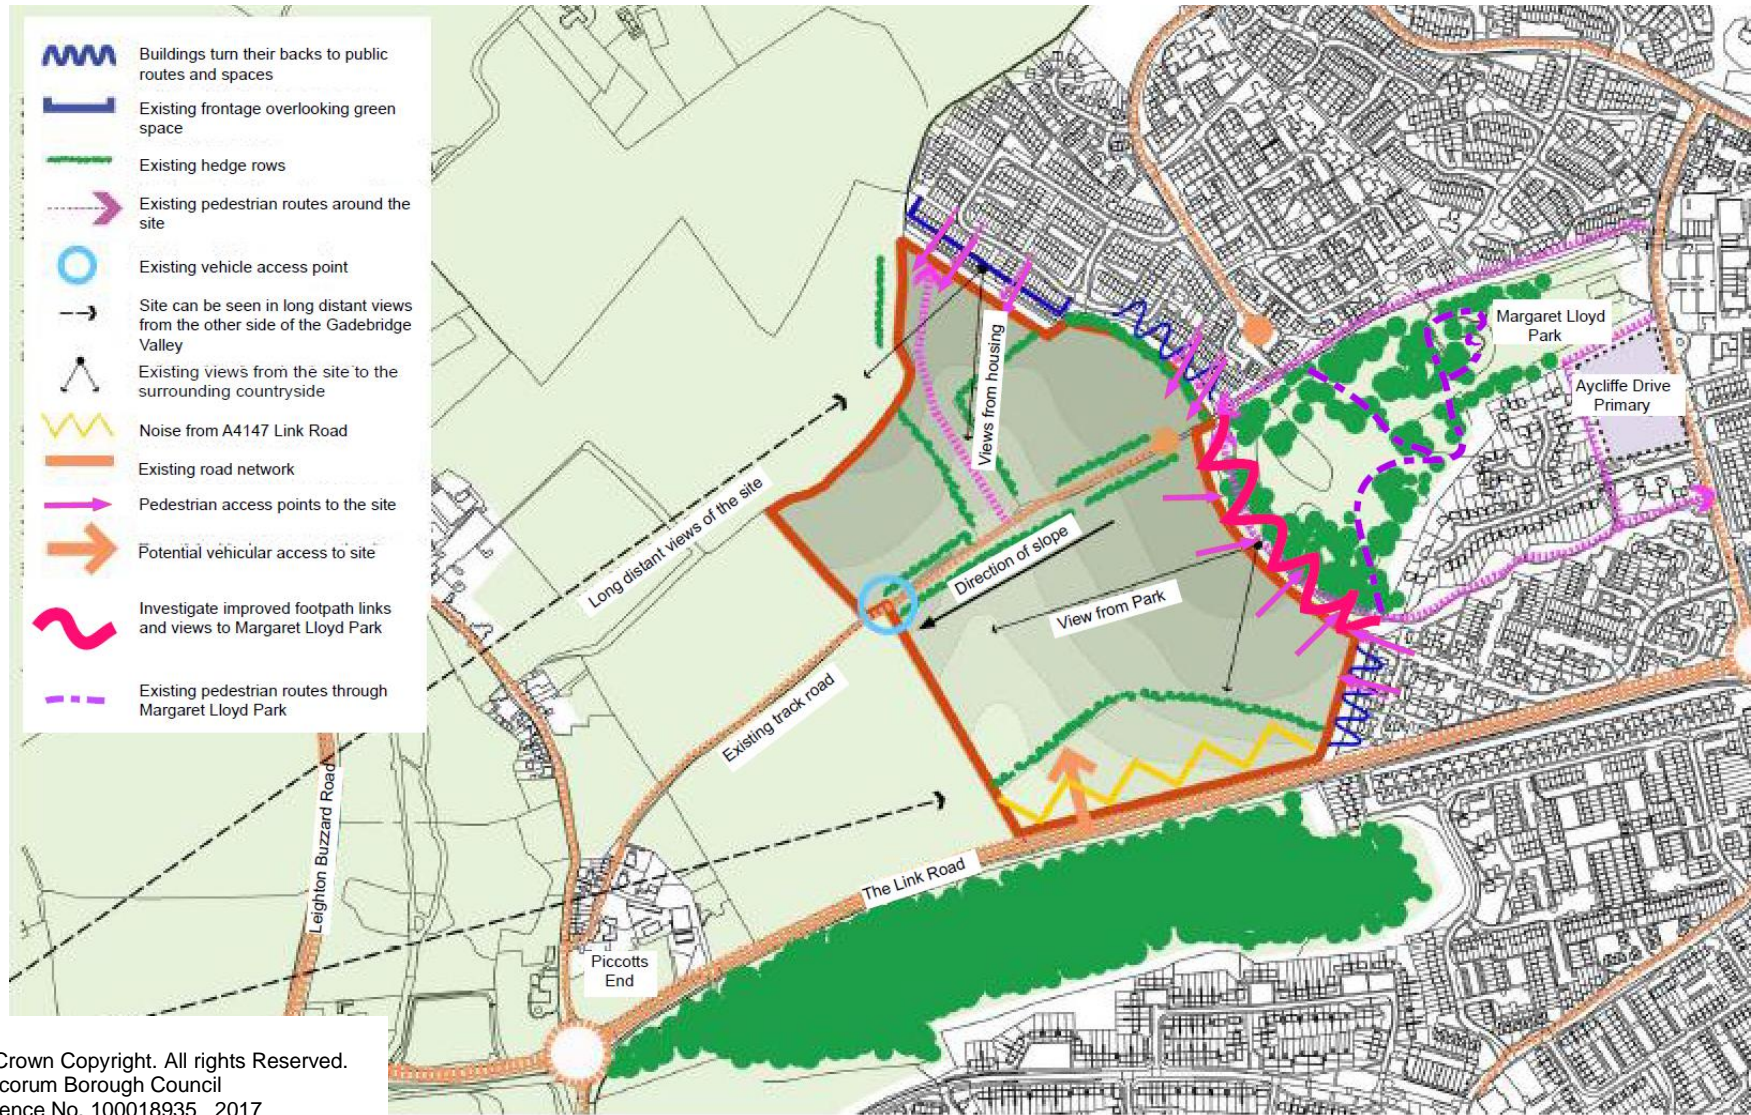 Buildings turn their backs to public
routes and spaces
Existing frontage overlooking green
space
Existing hedge rows
Existing pedestrian routes around the
site
Existing vehicle access point
Site can be seen in long distant views
from the other side of the Gadebridge
Valley
Existing views from the site to the
surrounding countryside
Noise from A4147 Link Road
Existing road network
Pedestrian access points to the site
Potential vehicular access to site
Investigate improved footpath links
and views to Margaret Lloyd Park
Existing pedestrian routes through
Margaret Lloyd Park
Margaret Lloyd
Park
Aycliffe Drive
Primary
Views from housing
Long distant views of the site
Direction of slope
View from Park
Existing track road
Leighton Buzzard Road
The Link Road
Piccotts
End
Crown Copyright. All rights Reserved.
corum Borough Council
ence No. 100018935 2017